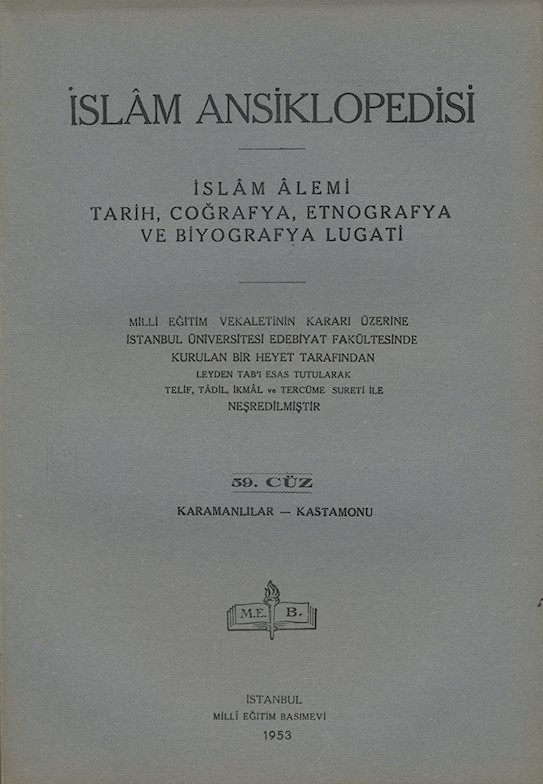 İSLÂM ANSİKLOPEDİSİ
İSLÂM ÂLEMİ
TARİH, COĞRAFYA, ETNOGRAFYA
VE BİYOGRAFYA LUGATİ
MİLLÎ EĞİTİM VEKALETİNİN KARARI ÜZERİNE
İSTANBUL ÜNİVERSİTESİ EDEBİYAT FAKÜLTESİNDE
KURULAN BİR HEYET TARAFINDAN
LEYDEN TAB'I ESAS TUTULARAK
TELİF, TÂDİL, İKMÂL ve TERCÜME SURETİ İLE
NEŞREDİLMİŞTİR
59. CÜZ
KARAMANLILAR — KASTAMONU
M.E. B.
İSTANBUL
MİLLÎ EĞİTİM BASIMEVİ
1953